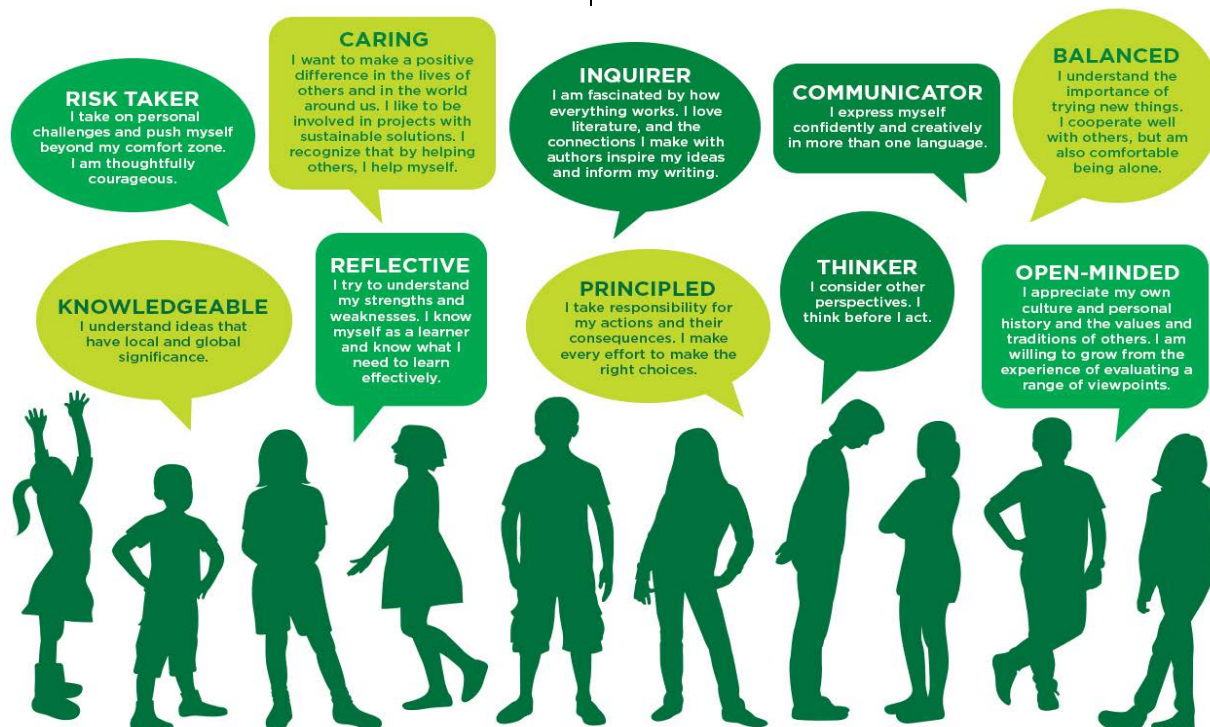 RISK TAKER
I take on personal
challenges and push myself
beyond my comfort zone.
I am thoughtfully
courageous.
CARING
I want to make a positive
difference in the lives of
others and in the world
around us. I like to be
involved in projects with
sustainable solutions. I
recognize that by helping
others, I help myself.
INQUIRER
I am fascinated by how
everything works. I love
literature, and the
connections I make with
authors inspire my ideas
and inform my writing.
COMMUNICATOR
I express myself
confidently and creatively
in more than one language.
BALANCED
I understand the
importance of
trying new things.
I cooperate well
with others, but am
also comfortable
being alone.
KNOWLEDGEABLE
I understand ideas that
have local and global
significance.
REFLECTIVE
I try to understand
my strengths and
weaknesses. I know
myself as a learner
and know what I
need to learn
effectively.
PRINCIPLED
I take responsibility for
my actions and their
consequences. I make
every effort to make the
right choices.
THINKER
I consider other
perspectives. I
think before I act.
OPEN-MINDED
I appreciate my own
culture and personal
history and the values and
traditions of others. I am
willing to grow from the
experience of evaluating a
range of viewpoints.